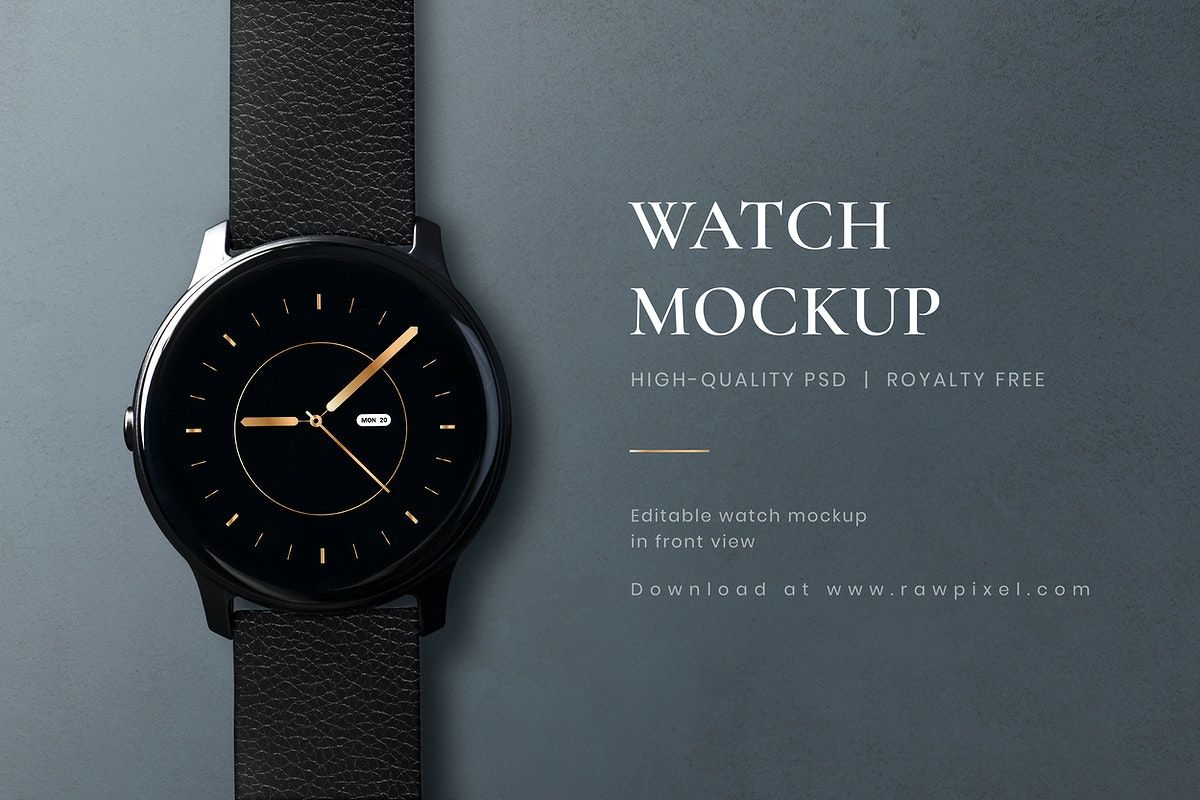 MON 20
WATCH
MOCKUP
HIGH-QUALITY PSD | ROYALTY FREE
Editable watch mockup
in front view
Download at www.rawpixel.com